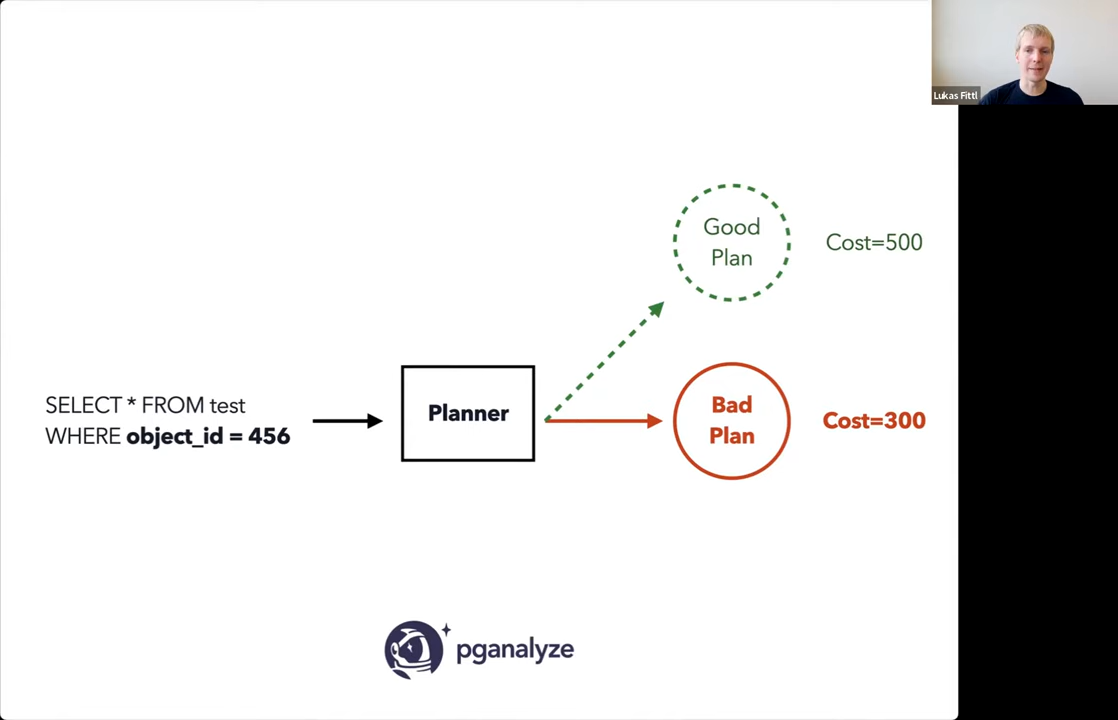 Lukas Fittl
Good
Plan
Cost=500
SELECT * FROM test
WHERE object_id = 456
Planner
Bad
Plan
Cost=300
pganalyze